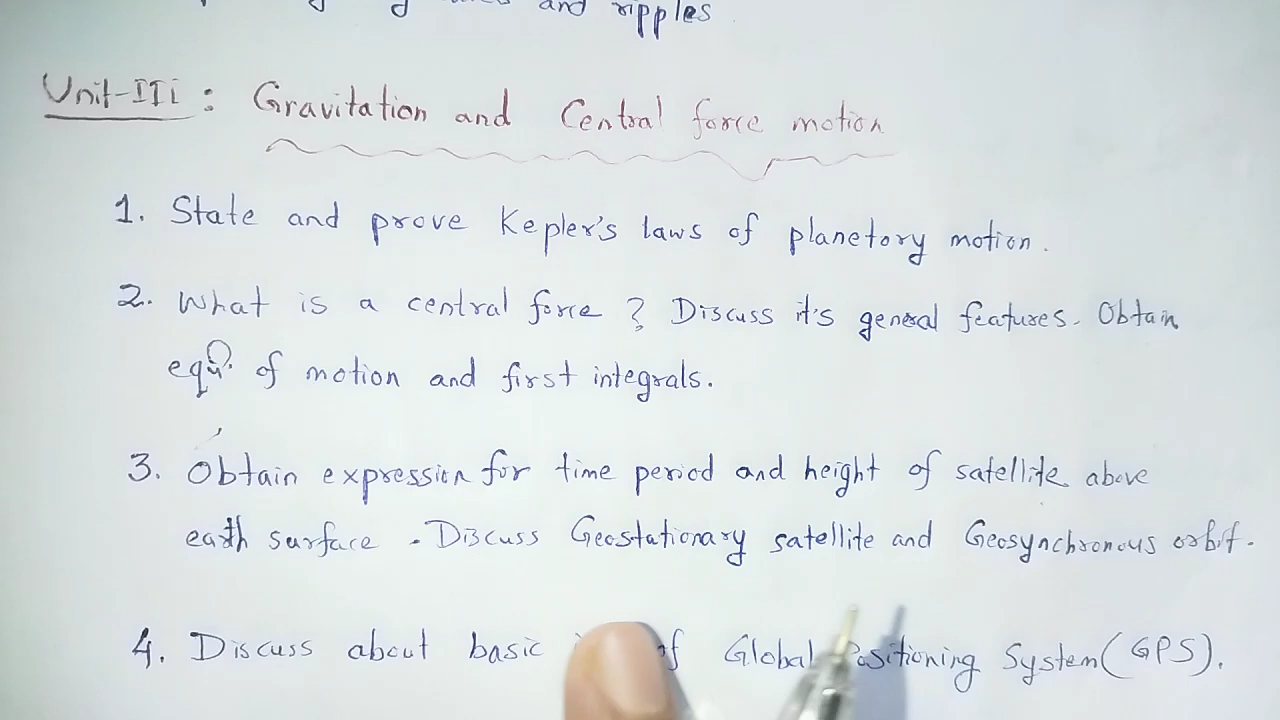 and ripples
Unit-III : Gravitation and Central force motion
1. State and prove Kepler's laws of planetory motion.
2. What is a central force ? Discuss it's general features. Obtain
eqn. of motion and first integrals.
3. Obtain expression for time period and height of satellite above
earth surface. Discuss Geostationary satellite and Geosynchronous orbit.
4. Discuss about basic of Global Positioning System (GPS).